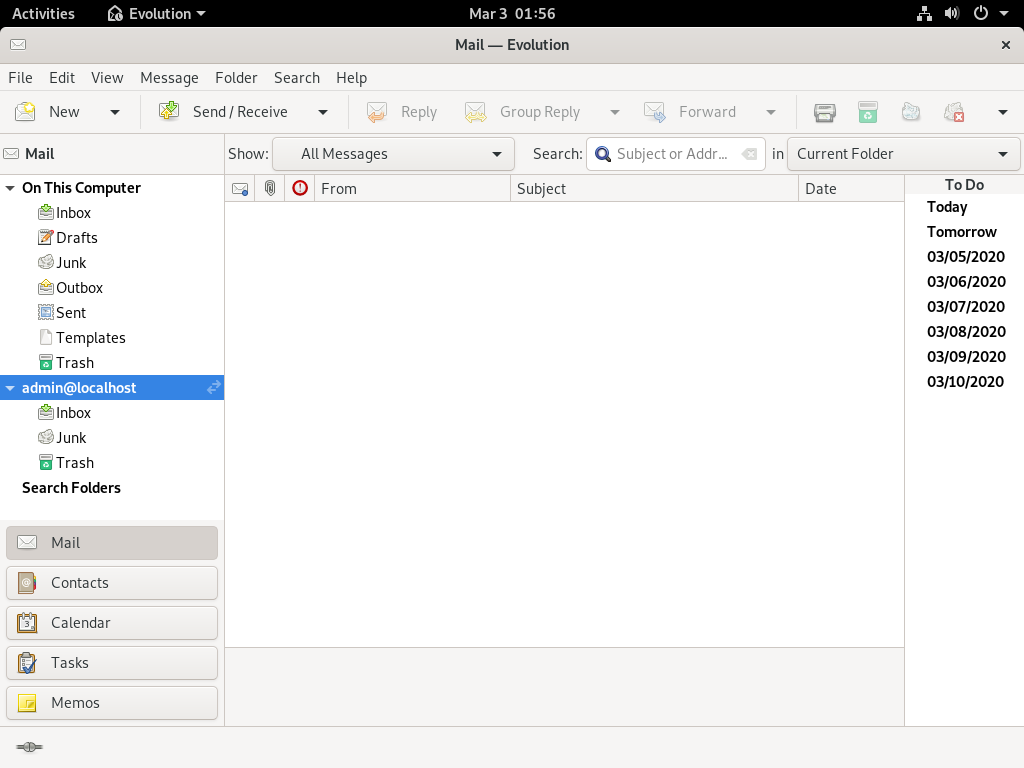 Activities Evolution Mar 3 01:56
Mail — Evolution
File Edit View Message Folder Search Help
New Send / Receive Reply Group Reply Forward
Mail Show: All Messages Search: Subject or Addr... in Current Folder
From Subject Date
To Do
On This Computer
Inbox
Drafts
Junk
Outbox
Sent
Templates
Trash
admin@localhost
Inbox
Junk
Trash
Search Folders
Mail
Contacts
Calendar
Tasks
Memos
Today
Tomorrow
03/05/2020
03/06/2020
03/07/2020
03/08/2020
03/09/2020
03/10/2020